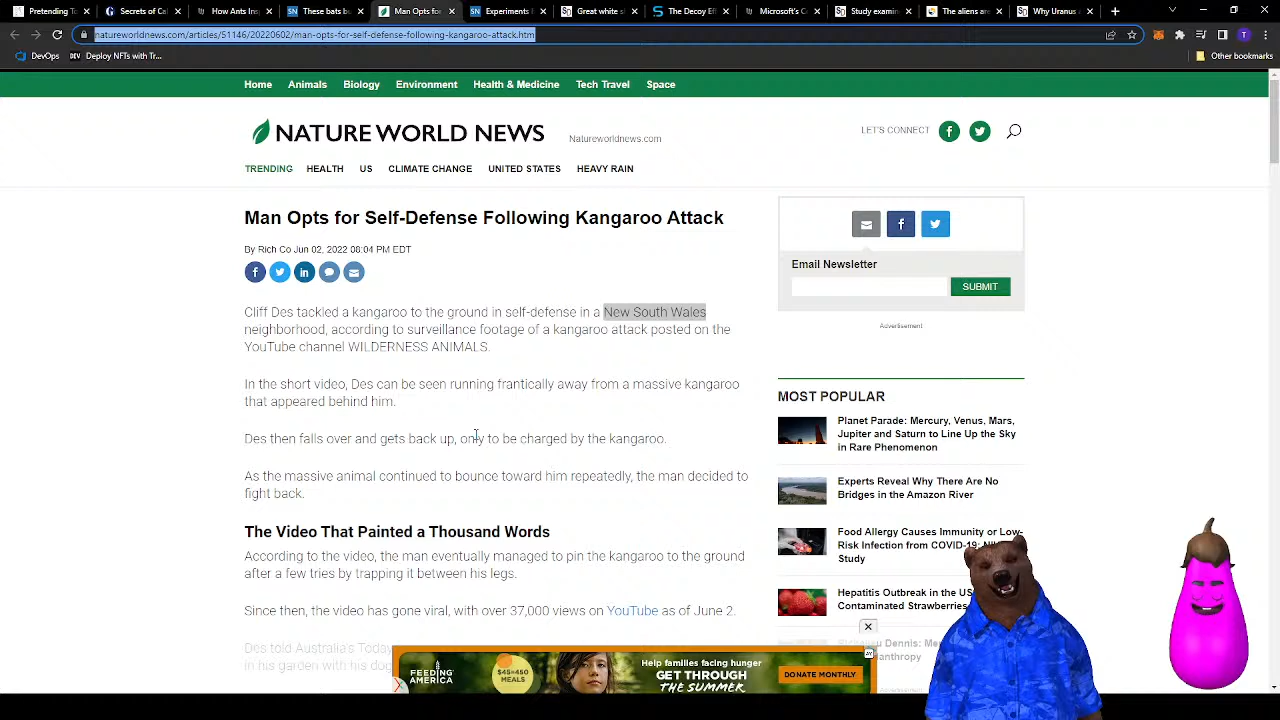 Pretending To
Secrets of Cal
How Ants Insp
These bats bu
Man Opts for
Experiments f
Great white sh
The Decoy Eff
Microsoft's Co
Study examine
The aliens are
Why Uranus a
natureworldnews.com/articles/51146/20220602/man-opts-for-self-defense-following-kangaroo-attack.htm
DevOps
DEV Deploy NFTs with Tr...
Other bookmarks
Home Animals Biology Environment Health & Medicine Tech Travel Space
NATURE WORLD NEWS
Natureworldnews.com
LET'S CONNECT
TRENDING HEALTH US CLIMATE CHANGE UNITED STATES HEAVY RAIN
Man Opts for Self-Defense Following Kangaroo Attack
By Rich Co Jun 02, 2022 08:04 PM EDT
Cliff Des tackled a kangaroo to the ground in self-defense in a New South Wales
neighborhood, according to surveillance footage of a kangaroo attack posted on the
YouTube channel WILDERNESS ANIMALS.
In the short video, Des can be seen running frantically away from a massive kangaroo
that appeared behind him.
Des then falls over and gets back up, only to be charged by the kangaroo.
As the massive animal continued to bounce toward him repeatedly, the man decided to
fight back.
The Video That Painted a Thousand Words
According to the video, the man eventually managed to pin the kangaroo to the ground
after a few tries by trapping it between his legs.
Since then, the video has gone viral, with over 37,000 views on YouTube as of June 2.
Des told Australia's Today
in his garden with his dog
Email Newsletter
SUBMIT
Advertisement
MOST POPULAR
Planet Parade: Mercury, Venus, Mars,
Jupiter and Saturn to Line Up the Sky
in Rare Phenomenon
Experts Reveal Why There Are No
Bridges in the Amazon River
Food Allergy Causes Immunity or Low-
Risk Infection from COVID-19:
Study
Hepatitis Outbreak in the US
Contaminated Strawberries
Dennis:
Advertisement
FEEDING
AMERICA
$45=450
MEALS
Help families facing hunger
GET THROUGH
THE SUMMER
DONATE MONTHLY